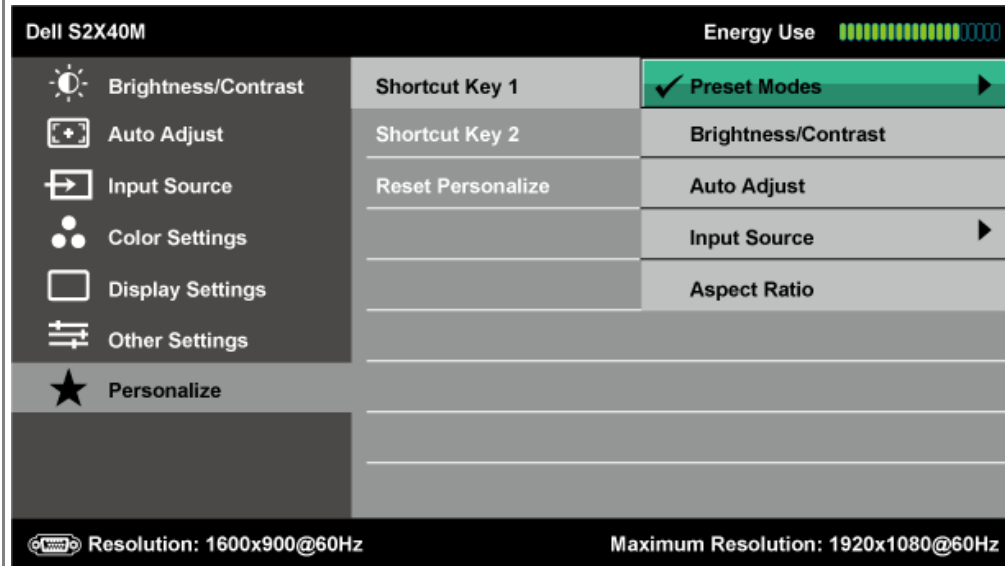 Dell S2X40M Energy Use
Brightness/Contrast Shortcut Key 1 Preset Modes
Auto Adjust Shortcut Key 2 Brightness/Contrast
Input Source Reset Personalize Auto Adjust
Color Settings Input Source
Display Settings Aspect Ratio
Other Settings
Personalize
Resolution: 1600x900@60Hz Maximum Resolution: 1920x1080@60Hz